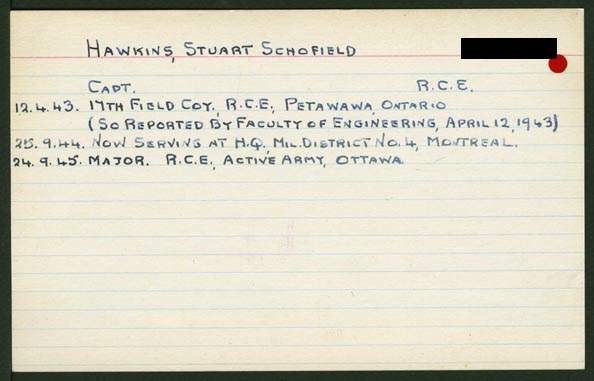 HAWKINS, STUART SCHOFIELD
CAPT. R.C.E.
12.4.43. 17TH FIELD COY., R.C.E., PETAWAWA, ONTARIO
(SO REPORTED BY FACULTY OF ENGINEERING, APRIL 12, 1943)
25.9.44. NOW SERVING AT H.Q., MIL. DISTRICT NO. 4, MONTREAL.
24.9.45. MAJOR. R.C.E., ACTIVE ARMY, OTTAWA.